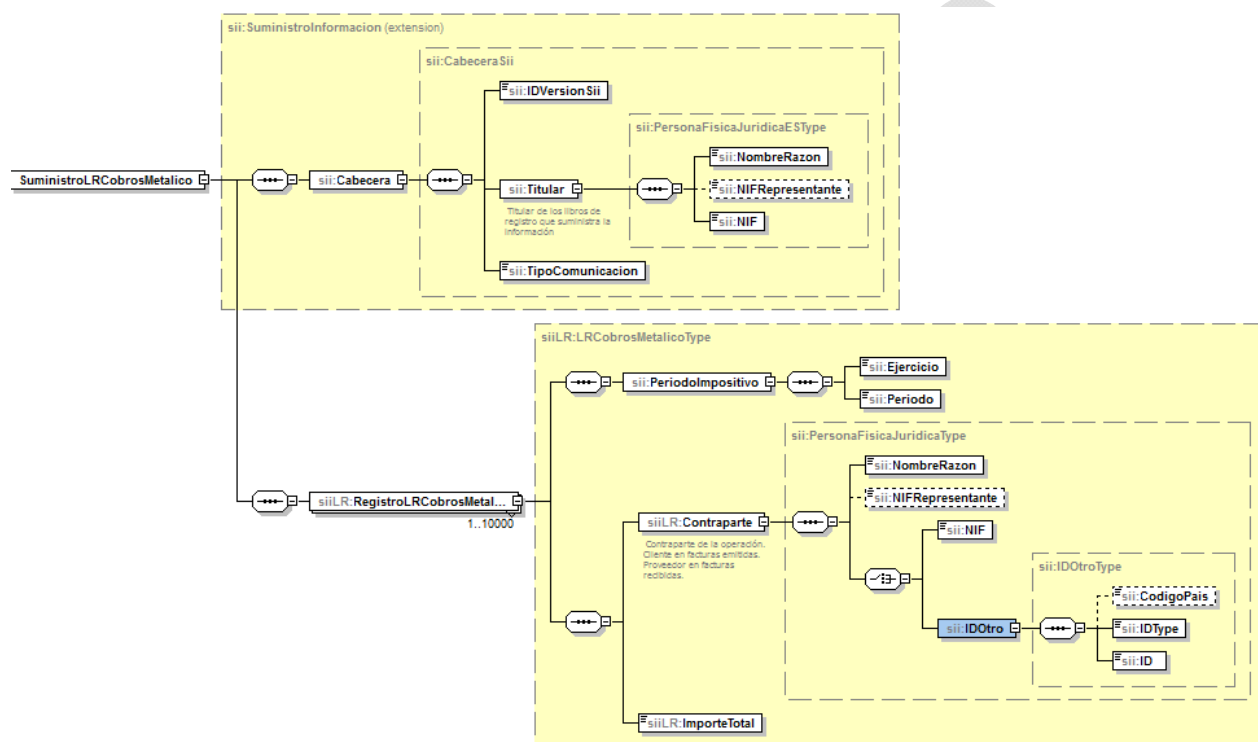 sii:SuministroInformacion (extension)
sii:CabeceraSii
sii:IDVersionSii
sii:PersonaFisicaJuridicaESType
sii:NombreRazon
SuministroLRCobrosMetalico
sii:Cabecera
sii:Titular
sii:NIFRepresentante
Titular de los libros de
registro que suministra la
información
sii:NIF
sii:TipoComunicacion
siiLR:LRCobrosMetalicoType
sii:Ejercicio
sii:PeriodoImpositivo
sii:Periodo
sii:PersonaFisicaJuridicaType
sii:NombreRazon
siiLR:RegistroLRCobrosMetal...
1..10000
sii:NIFRepresentante
siiLR:Contraparte
Contraparte de la operación.
Cliente en facturas emitidas.
Proveedor en facturas
recibidas.
sii:NIF
sii:IDOtroType
sii:CodigoPais
sii:IDOtro
sii:IDType
sii:ID
siiLR:ImporteTotal